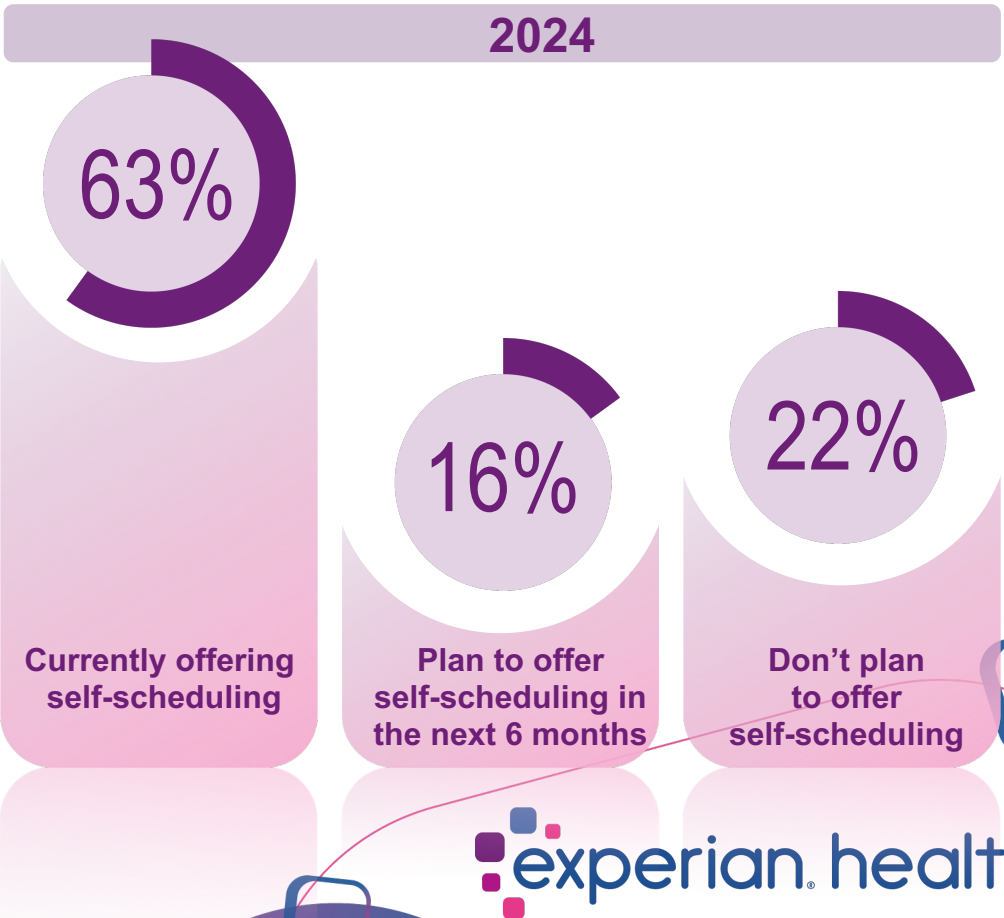 2024
63%
16%
22%
Currently offering
self-scheduling
Plan to offer
self-scheduling in
the next 6 months
Don’t plan
to offer
self-scheduling
experian. healt